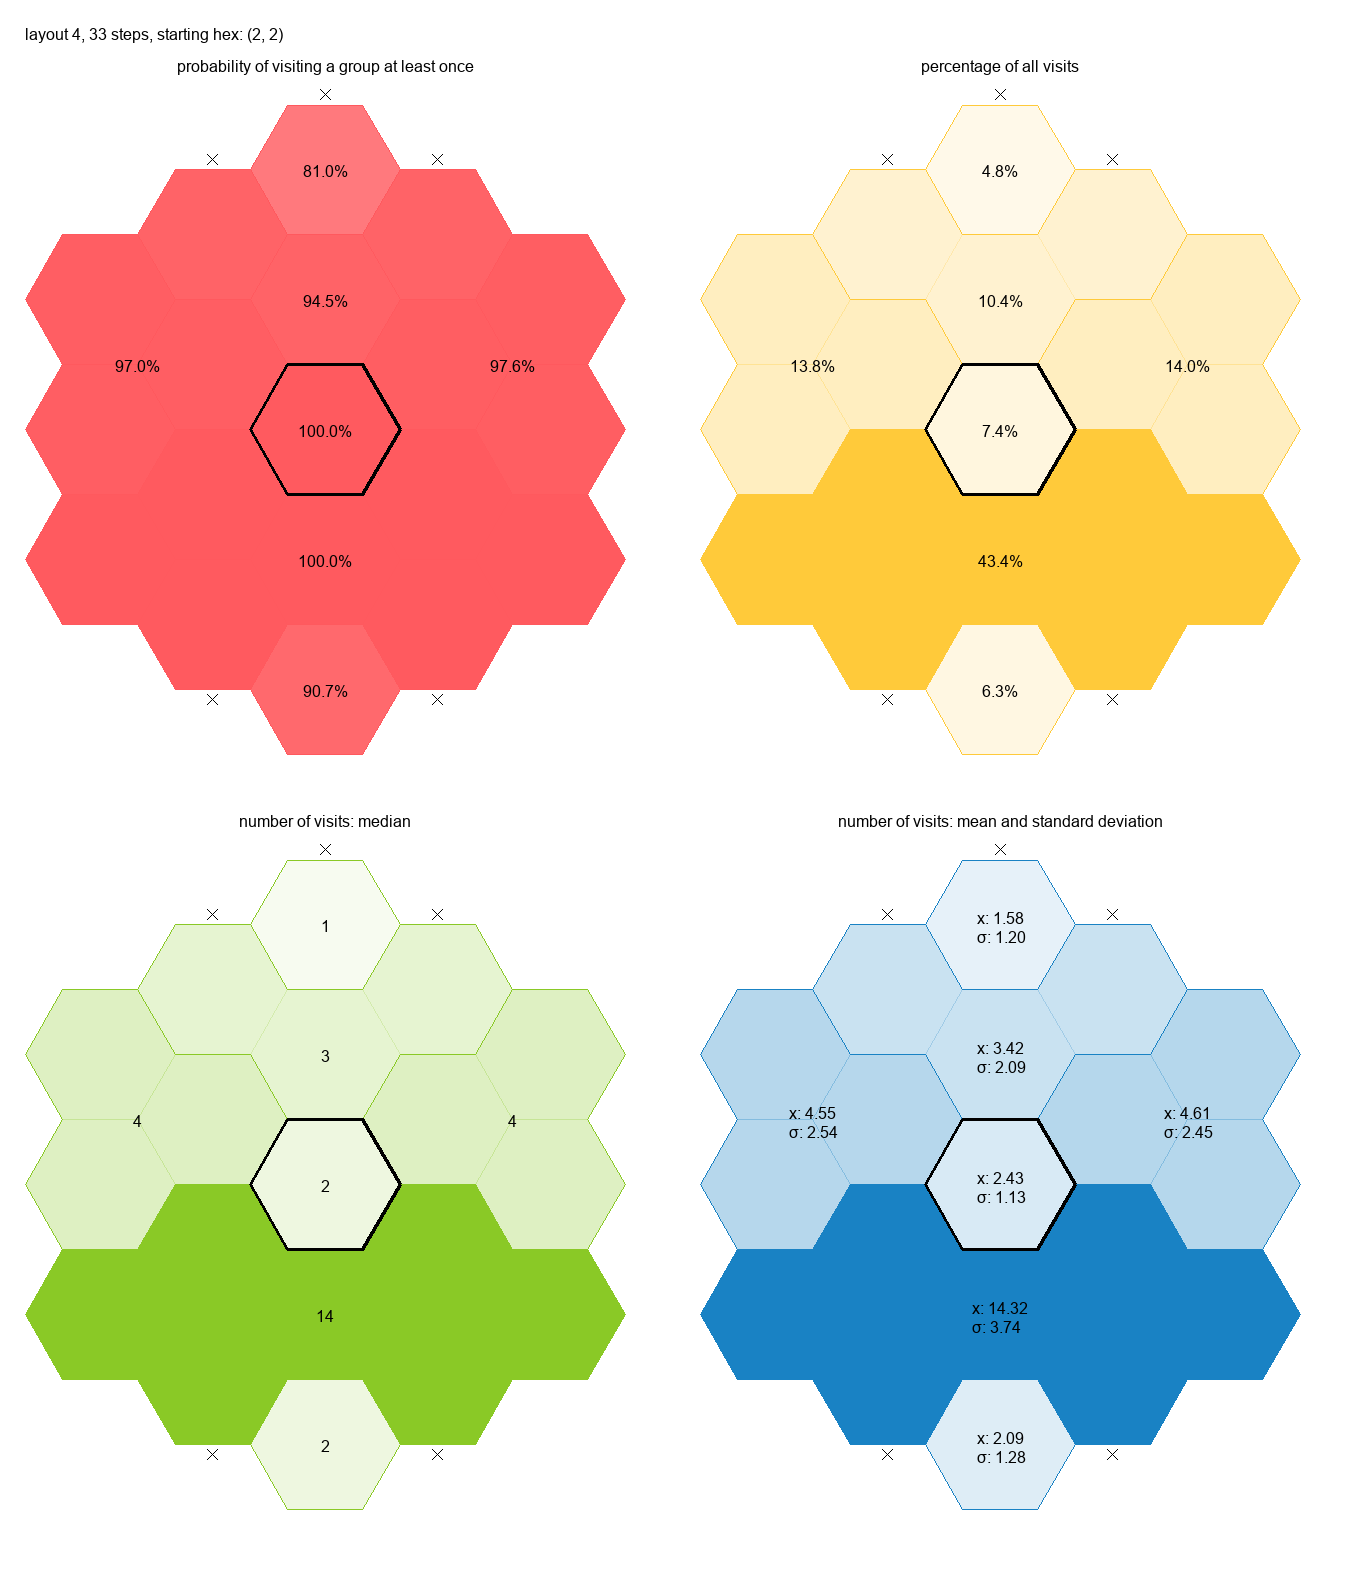 layout 4, 33 steps, starting hex: (2, 2)
probability of visiting a group at least once
81.0%
94.5%
97.0%
97.6%
100.0%
100.0%
90.7%
percentage of all visits
4.8%
10.4%
13.8%
14.0%
7.4%
43.4%
6.3%
number of visits: median
1
3
4
4
2
14
2
number of visits: mean and standard deviation
x: 1.58
σ: 1.20
x: 3.42
σ: 2.09
x: 4.55
σ: 2.54
x: 4.61
σ: 2.45
x: 2.43
σ: 1.13
x: 14.32
σ: 3.74
x: 2.09
σ: 1.28